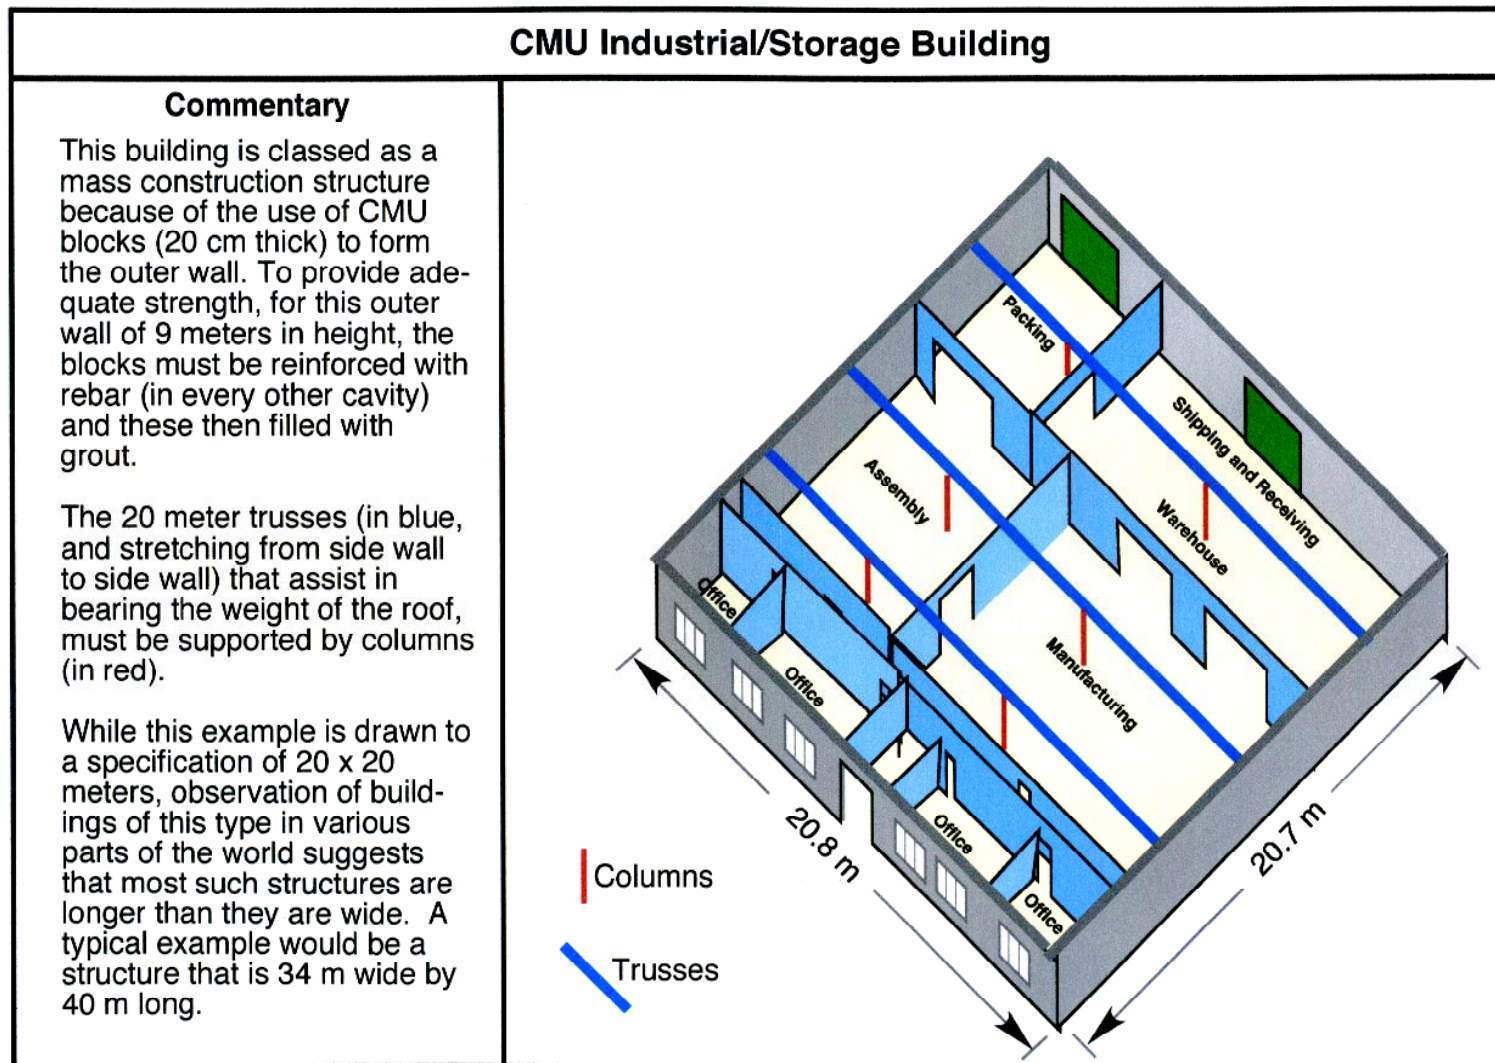 CMU Industrial/Storage Building
Commentary
This building is classed as a
mass construction structure
because of the use of CMU
blocks (20 cm thick) to form
the outer wall. To provide ade-
quate strength, for this outer
wall of 9 meters in height, the
blocks must be reinforced with
rebar (in every other cavity)
and these then filled with
grout.
The 20 meter trusses (in blue,
and stretching from side wall
to side wall) that assist in
bearing the weight of the roof,
must be supported by columns
(in red).
While this example is drawn to
a specification of 20 x 20
meters, observation of build-
ings of this type in various
parts of the world suggests
that most such structures are
longer than they are wide. A
typical example would be a
structure that is 34 m wide by
40 m long.
Packing
Shipping and Receiving
Warehouse
Assembly
Manufacturing
Office
Office
Office
Office
20.8 m
20.7 m
Columns
Trusses